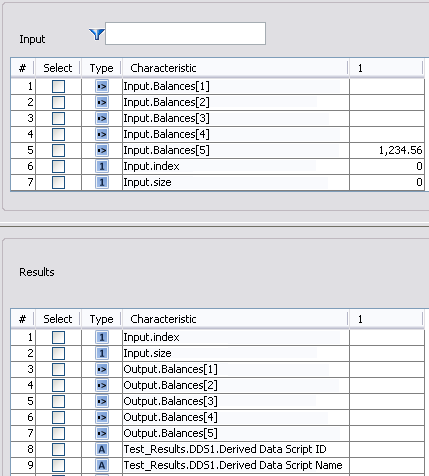 Input
# Select Type Characteristic 1
1 Input.Balances[1]
2 Input.Balances[2]
3 Input.Balances[3]
4 Input.Balances[4]
5 Input.Balances[5] 1,234.56
6 1 Input.index 0
7 1 Input.size 0
Results
# Select Type Characteristic 1
1 1 Input.index
2 1 Input.size
3 Output.Balances[1]
4 Output.Balances[2]
5 Output.Balances[3]
6 Output.Balances[4]
7 Output.Balances[5]
8 A Test_Results.DDS1.Derived Data Script ID
9 A Test_Results.DDS1.Derived Data Script Name